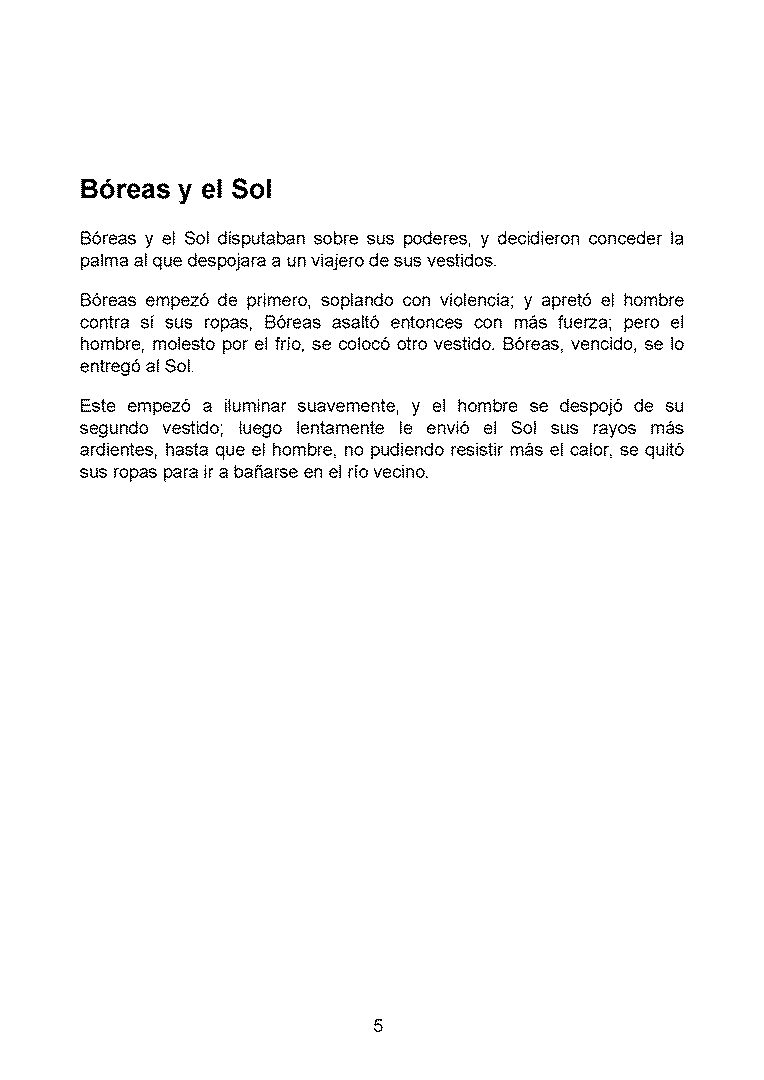 Bóreas y el Sol
Bóreas y el Sol disputaban sobre sus poderes, y decidieron conceder la
palma al que despojara a un viajero de sus vestidos.
Bóreas empezó de primero, soplando con violencia; y apretó el hombre
contra sí sus ropas, Bóreas asaltó entonces con más fuerza; pero el
hombre, molesto por el frío, se colocó otro vestido. Bóreas, vencido, se lo
entregó al Sol.
Este empezó a iluminar suavemente, y el hombre se despojó de su
segundo vestido; luego lentamente le envió el Sol sus rayos más
ardientes, hasta que el hombre, no pudiendo resistir más el calor, se quitó
sus ropas para ir a bañarse en el río vecino.
5